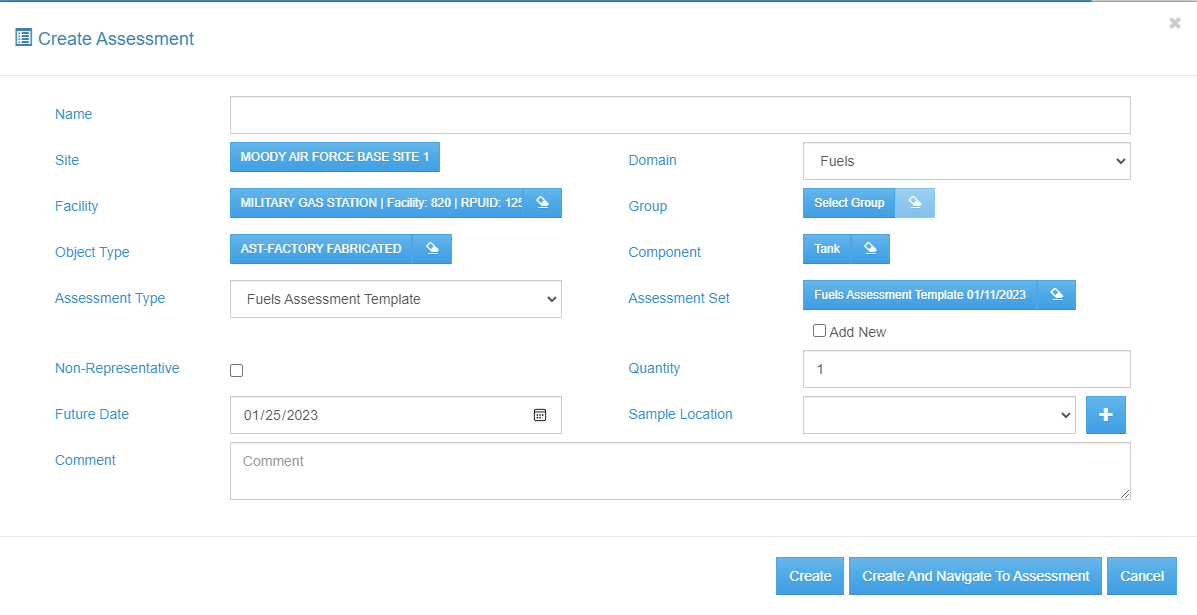 Create Assessment
Name
Site MOODY AIR FORCE BASE SITE 1 Domain Fuels
Facility MILITARY GAS STATION | Facility: 820 | RPUID: 125 Group Select Group
Object Type AST-FACTORY FABRICATED Component Tank
Assessment Type Fuels Assessment Template Assessment Set Fuels Assessment Template 01/11/2023
Add New
Non-Representative Quantity 1
Future Date 01/25/2023 Sample Location
Comment Comment
Create Create And Navigate To Assessment Cancel